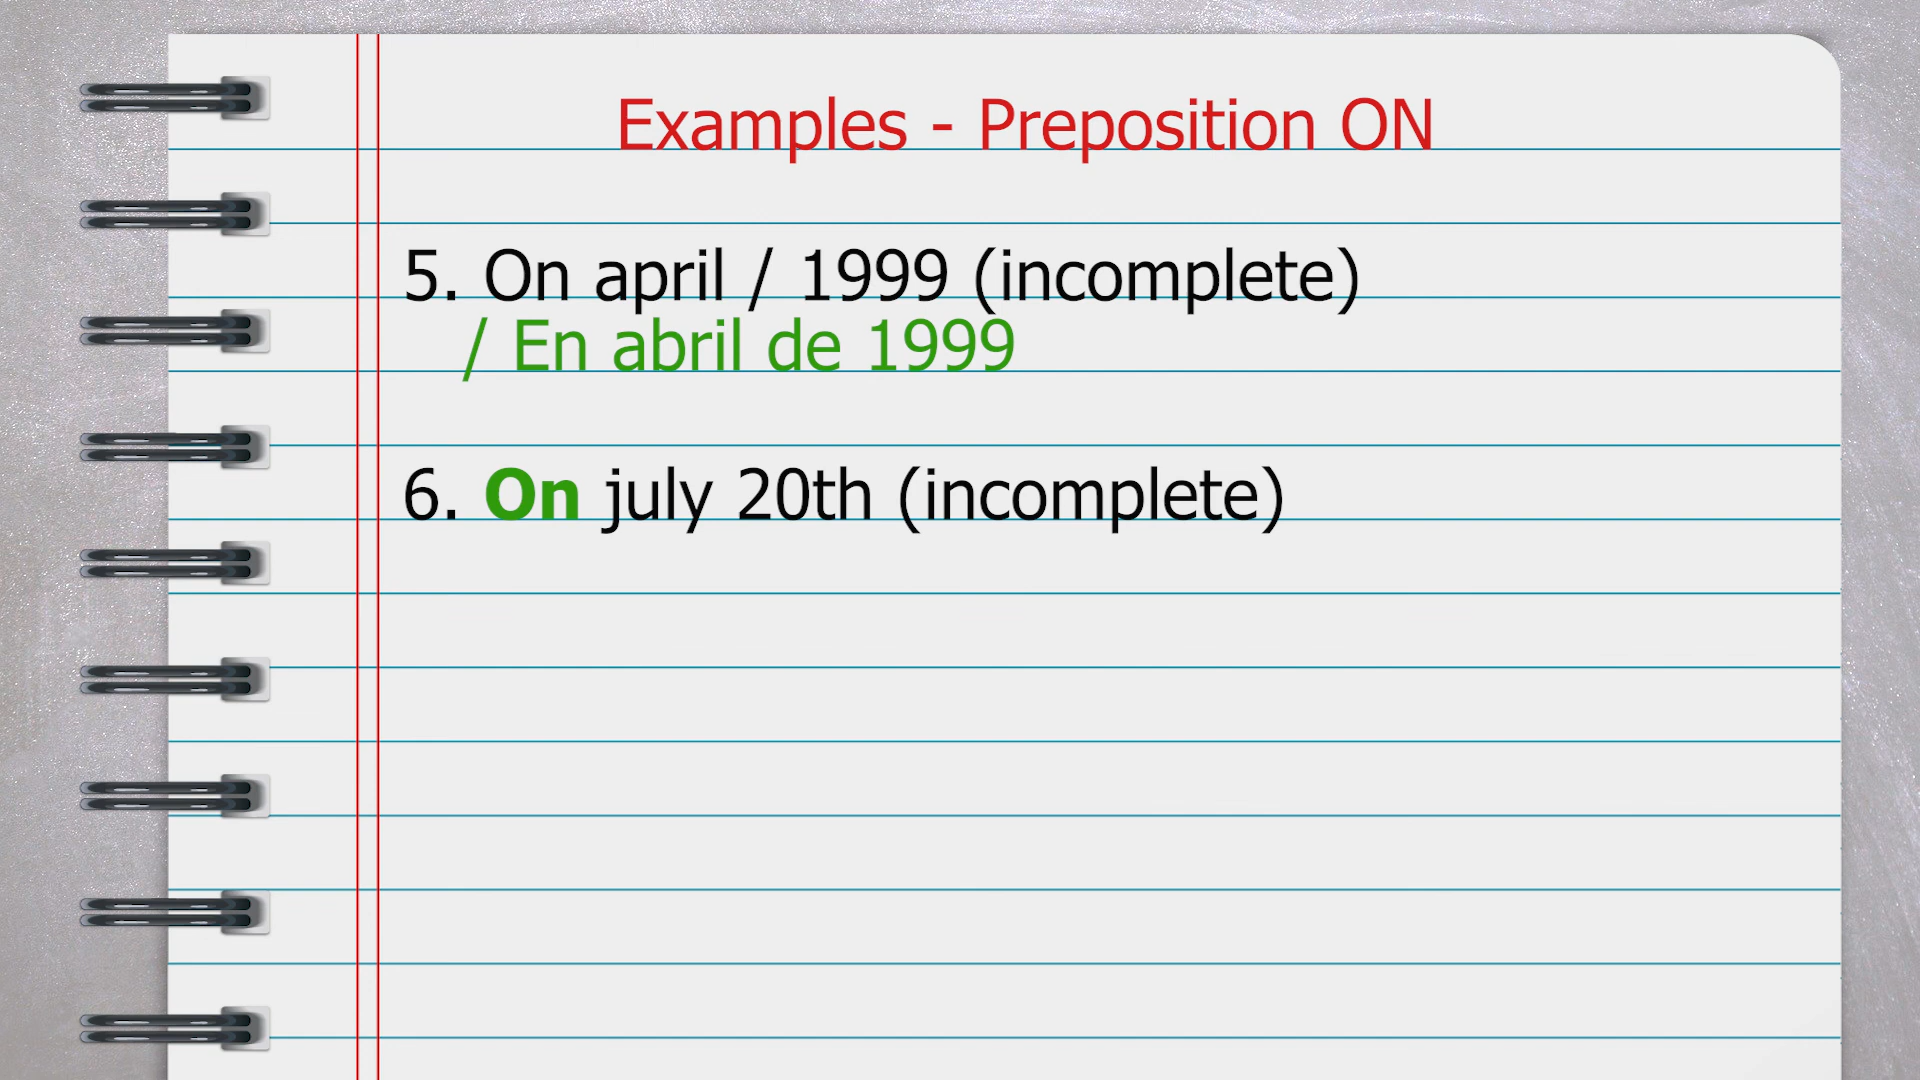 Examples - Preposition ON
5. On april / 1999 (incomplete)
/ En abril de 1999
6. On july 20th (incomplete)